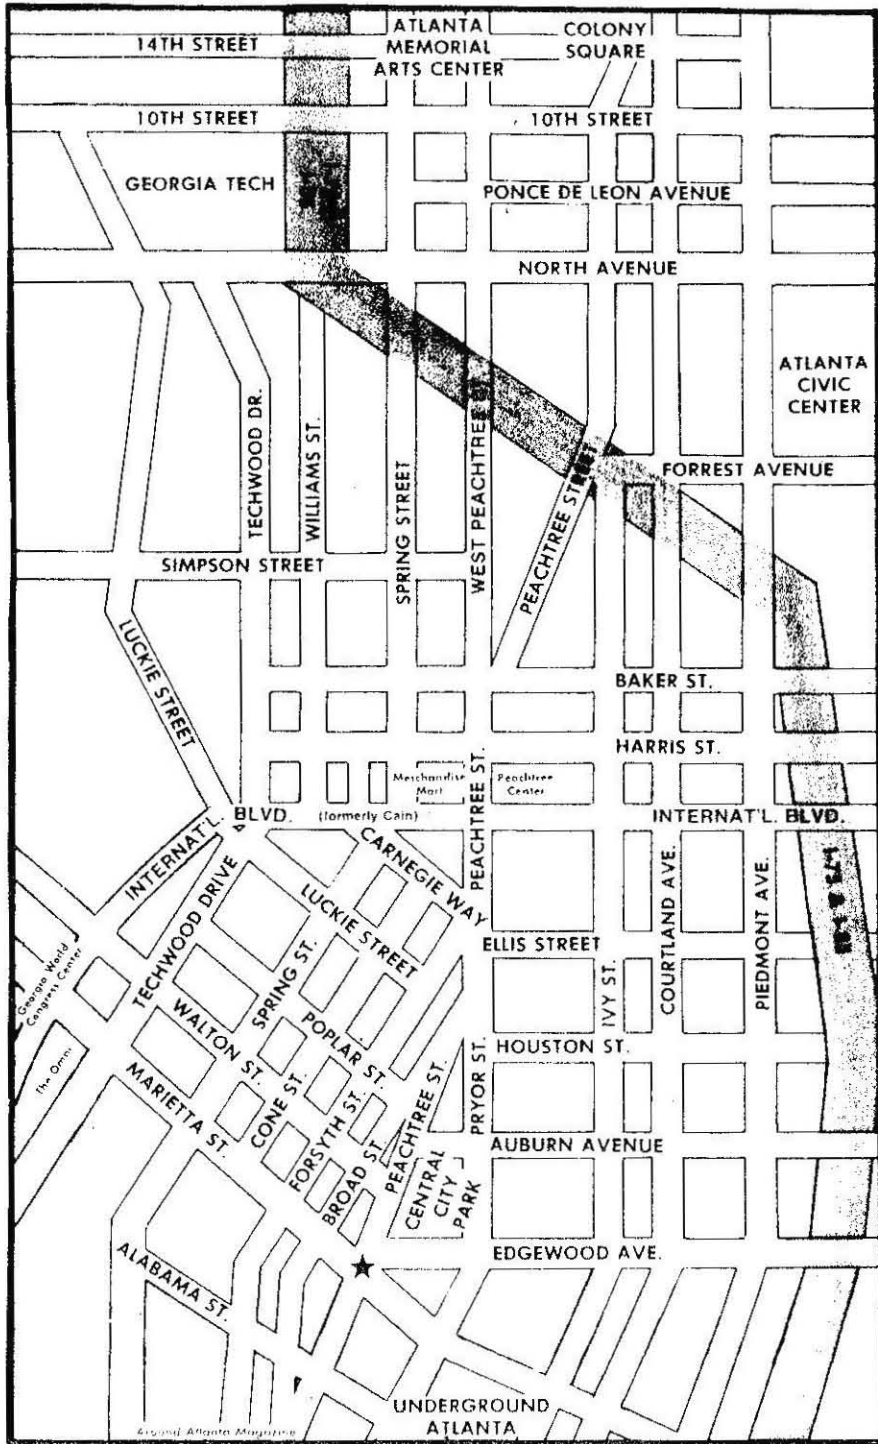 14TH STREET
ATLANTA
MEMORIAL
ARTS CENTER
COLONY
SQUARE
10TH STREET
10TH STREET
GEORGIA TECH
PONCE DE LEON AVENUE
NORTH AVENUE
ATLANTA
CIVIC
CENTER
TECHWOOD DR.
WILLIAMS ST.
SPRING STREET
WEST PEACHTREE ST.
PEACHTREE STREET
FORREST AVENUE
SIMPSON STREET
LUCKIE STREET
BAKER ST.
HARRIS ST.
Merchandise
Mart
PEACHTREE ST.
Peachtree
Center
INTERNAT'L. BLVD.
(formerly Cain)
INTERNAT'L. BLVD.
CARNEGIE WAY
TECHWOOD DRIVE
LUCKIE STREET
ELLIS STREET
IVY ST.
COURTLAND AVE.
PIEDMONT AVE.
I-75 & I-85
Georgia World
Congress Center
The Omni
SPRING ST.
WALTON ST.
POPLAR ST.
HOUSTON ST.
MARIETTA ST.
CONE ST.
FORSYTH ST.
BROAD ST.
PEACHTREE ST.
PRYOR ST.
AUBURN AVENUE
CENTRAL
CITY
PARK
EDGEWOOD AVE.
ALABAMA ST.
UNDERGROUND
ATLANTA
Around Atlanta Magazine